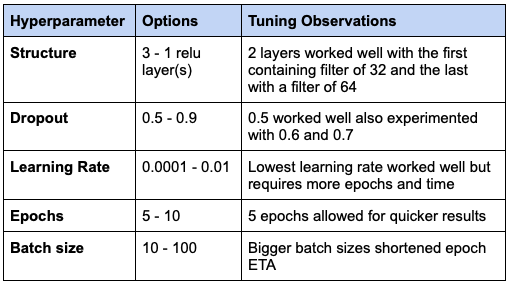 Hyperparameter Options Tuning Observations
Structure 3 - 1 relu 2 layers worked well with the first
layer(s) containing filter of 32 and the last
with a filter of 64
Dropout 0.5 - 0.9 0.5 worked well also experimented
with 0.6 and 0.7
Learning Rate 0.0001 - 0.01 Lowest learning rate worked well but
requires more epochs and time
Epochs 5 - 10 5 epochs allowed for quicker results
Batch size 10 - 100 Bigger batch sizes shortened epoch
ETA